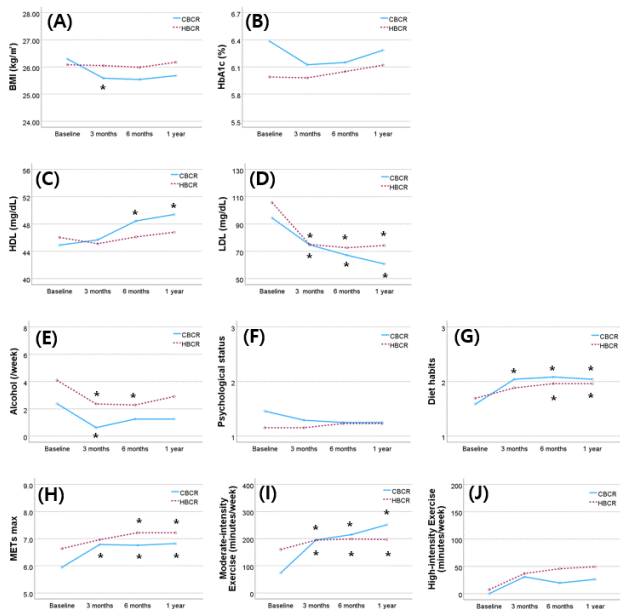 (A)
BMI (kg/㎡)
28.00
27.00
26.00
25.00
24.00
Baseline 3 months 6 months 1 year
CBCR
HBCR
*
(B)
HbA1c (%)
6.7
6.4
6.1
5.8
5.5
Baseline 3 months 6 months 1 year
CBCR
HBCR
(C)
HDL (mg/dL)
56
52
48
44
40
Baseline 3 months 6 months 1 year
CBCR
HBCR
* *
(D)
LDL (mg/dL)
130
110
90
70
50
Baseline 3 months 6 months 1 year
CBCR
HBCR
* * *
* * *
(E)
Alcohol (/week)
8
6
4
2
0
Baseline 3 months 6 months 1 year
CBCR
HBCR
* *
*
(F)
Psychological status
3
2
1
Baseline 3 months 6 months 1 year
CBCR
HBCR
(G)
Diet habits
3
2
1
Baseline 3 months 6 months 1 year
CBCR
HBCR
* * *
* *
(H)
METs max
9.0
8.0
7.0
6.0
5.0
Baseline 3 months 6 months 1 year
CBCR
HBCR
* *
* * *
(I)
Moderate-intensity
Exercise (minutes/week)
400
300
200
100
0
Baseline 3 months 6 months 1 year
CBCR
HBCR
* * *
* * *
(J)
High-intensity Exercise
(minutes/week)
200
150
100
50
0
Baseline 3 months 6 months 1 year
CBCR
HBCR